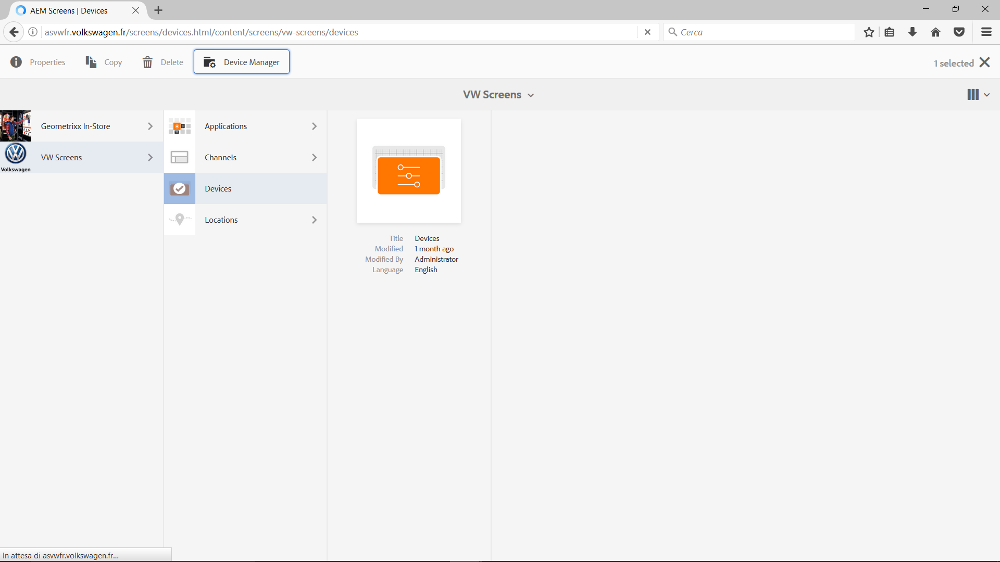 AEM Screens | Devices
asvwfr.volkswagen.fr/screens/devices.html/content/screens/vw-screens/devices
Cerca
Properties
Copy
Delete
Device Manager
1 selected
VW Screens
Geometrixx In-Store
VW Screens
Volkswagen
Applications
Channels
Devices
Locations
Title Devices
Modified 1 month ago
Modified By Administrator
Language English
In attesa di asvwfr.volkswagen.fr...